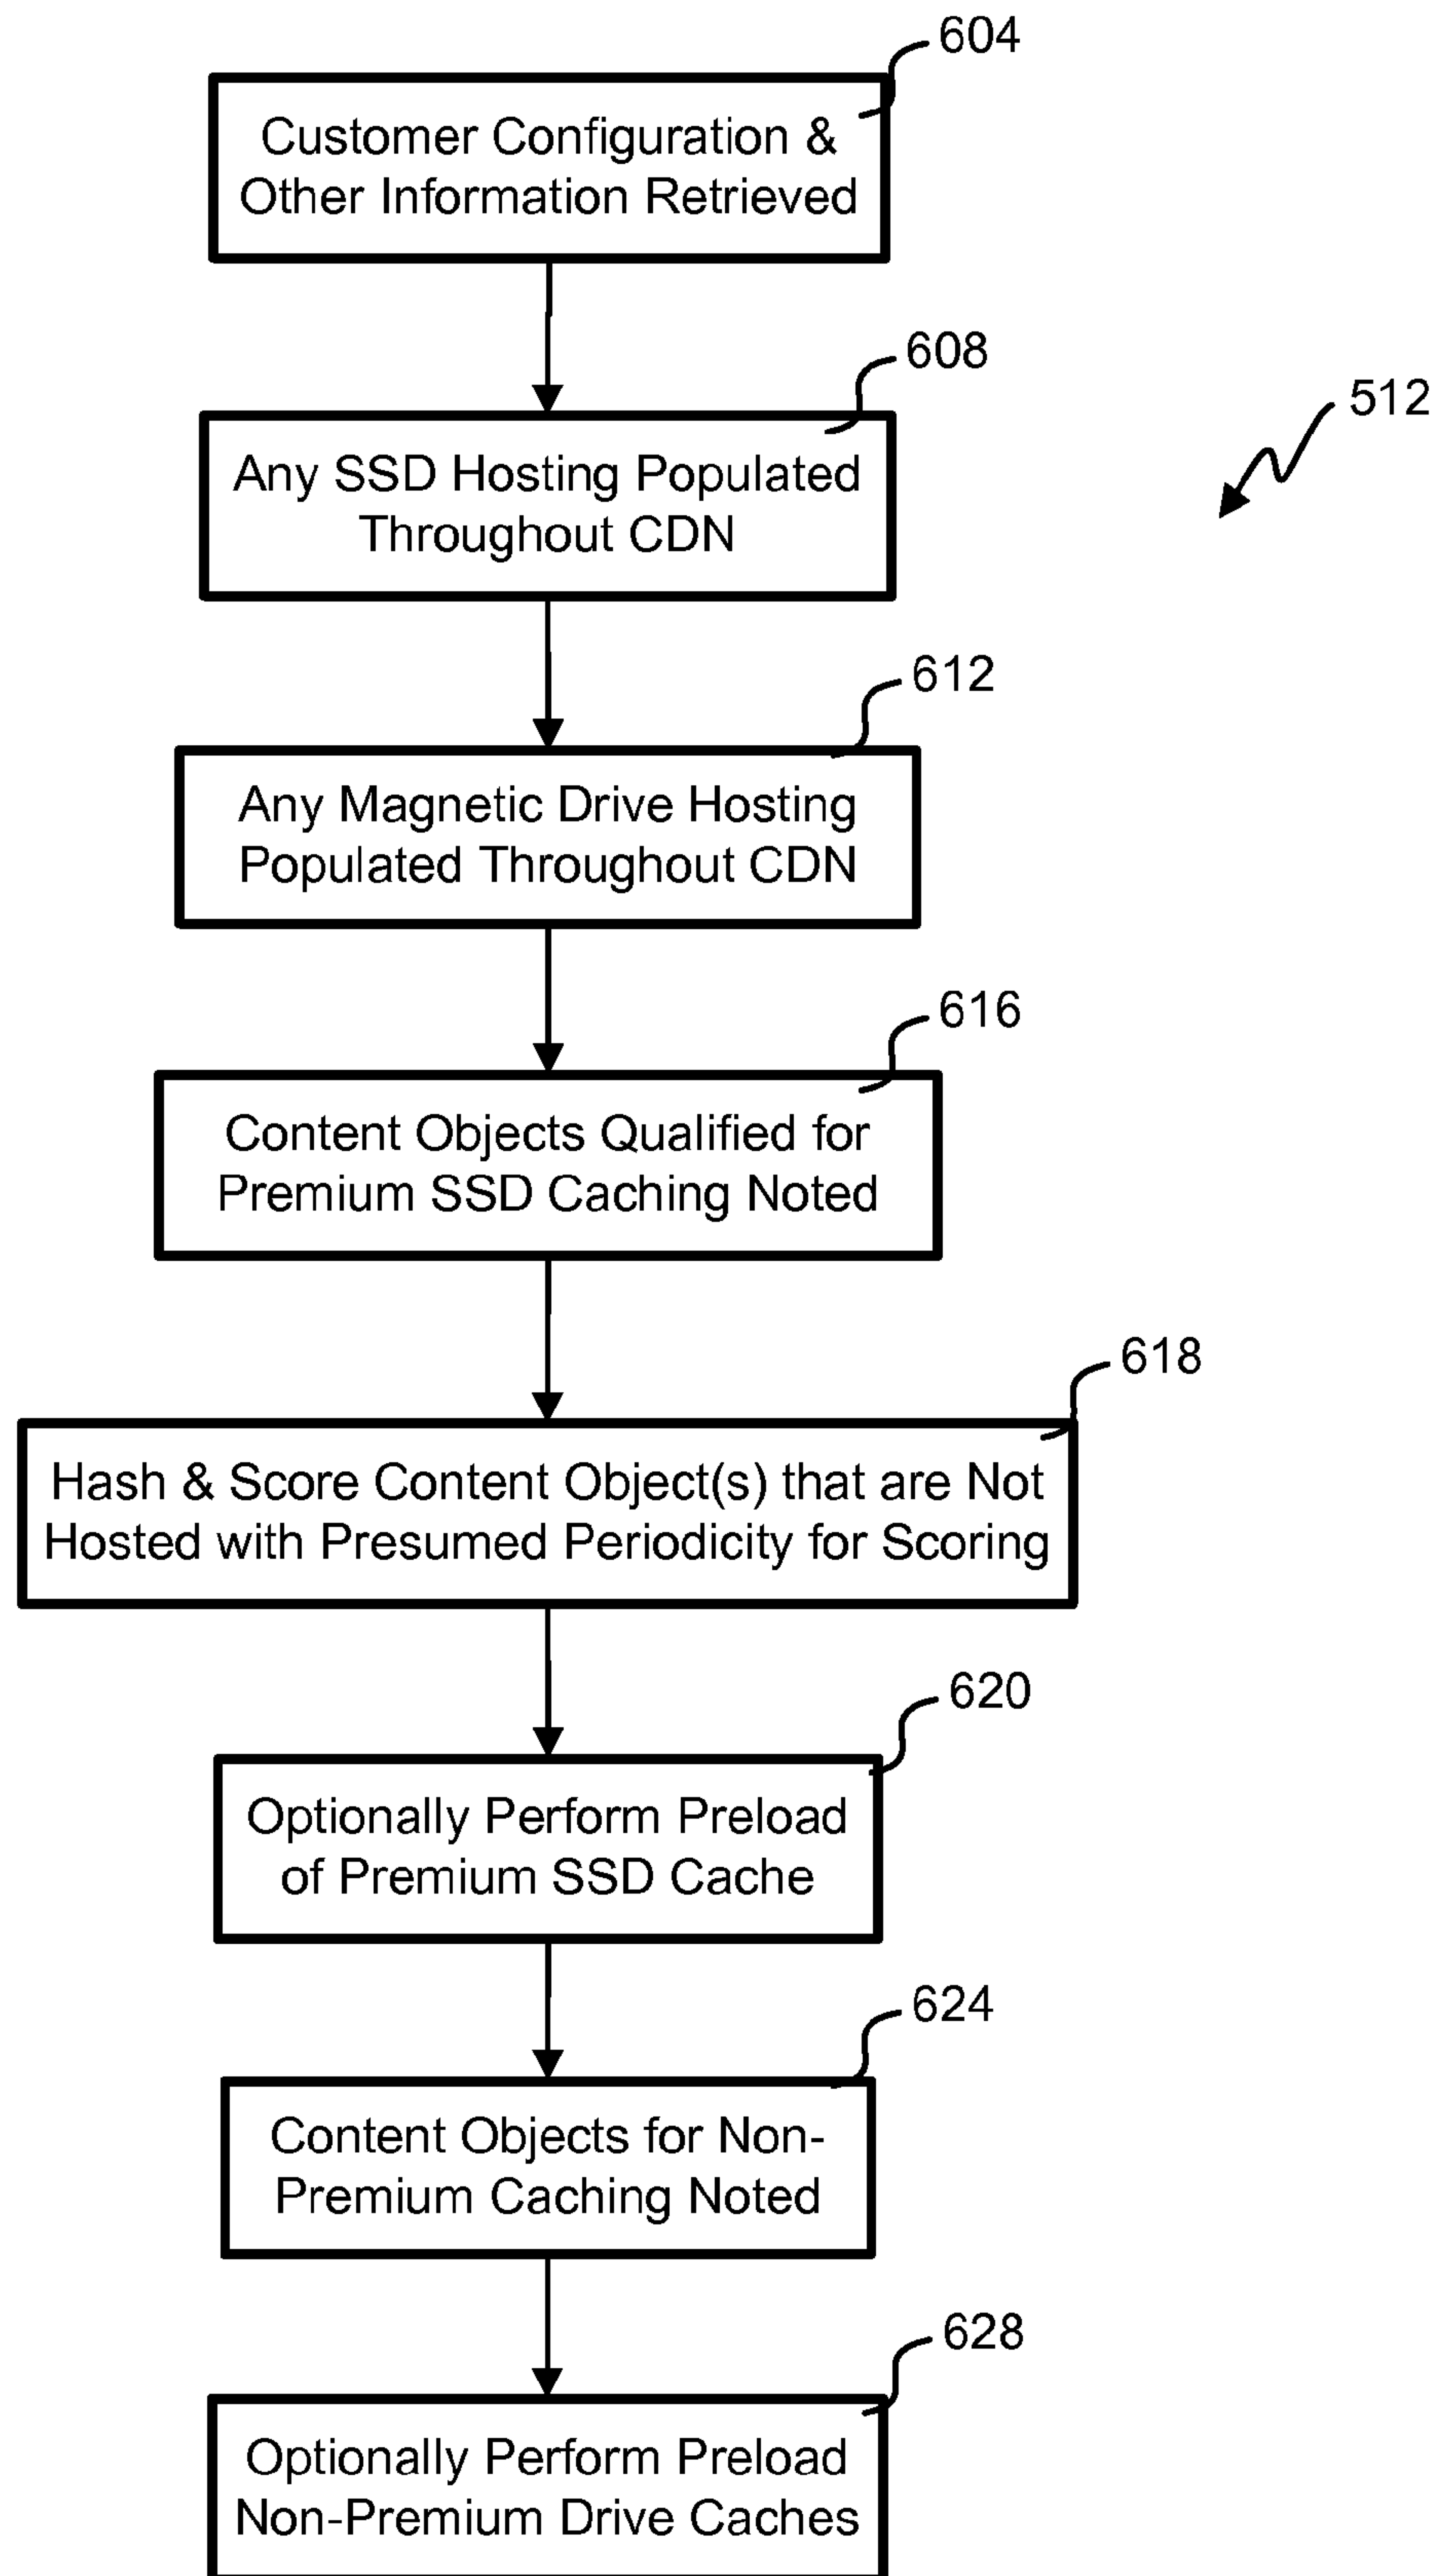 604
Customer Configuration &
Other Information Retrieved
608
Any SSD Hosting Populated
Throughout CDN
512
612
Any Magnetic Drive Hosting
Populated Throughout CDN
616
Content Objects Qualified for
Premium SSD Caching Noted
618
Hash & Score Content Object(s) that are Not
Hosted with Presumed Periodicity for Scoring
620
Optionally Perform Preload
of Premium SSD Cache
624
Content Objects for Non-
Premium Caching Noted
628
Optionally Perform Preload
Non-Premium Drive Caches